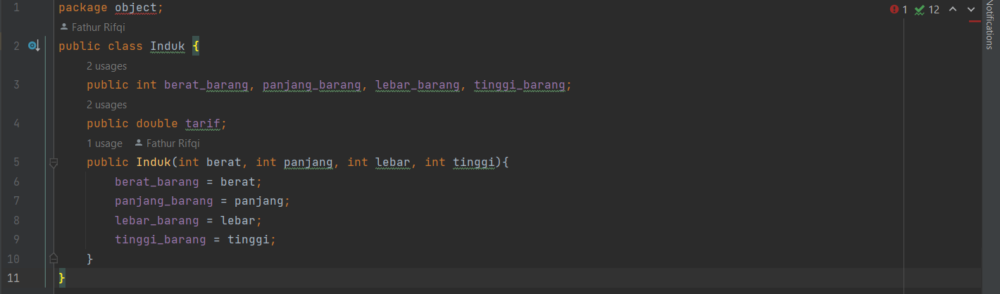 1 package object; 1 12
Fathur Rifqi
2 public class Induk {
2 usages
3 public int berat_barang, panjang_barang, lebar_barang, tinggi_barang;
2 usages
4 public double tarif;
1 usage Fathur Rifqi
5 public Induk(int berat, int panjang, int lebar, int tinggi){
6 berat_barang = berat;
7 panjang_barang = panjang;
8 lebar_barang = lebar;
9 tinggi_barang = tinggi;
10 }
11 }
Notifications